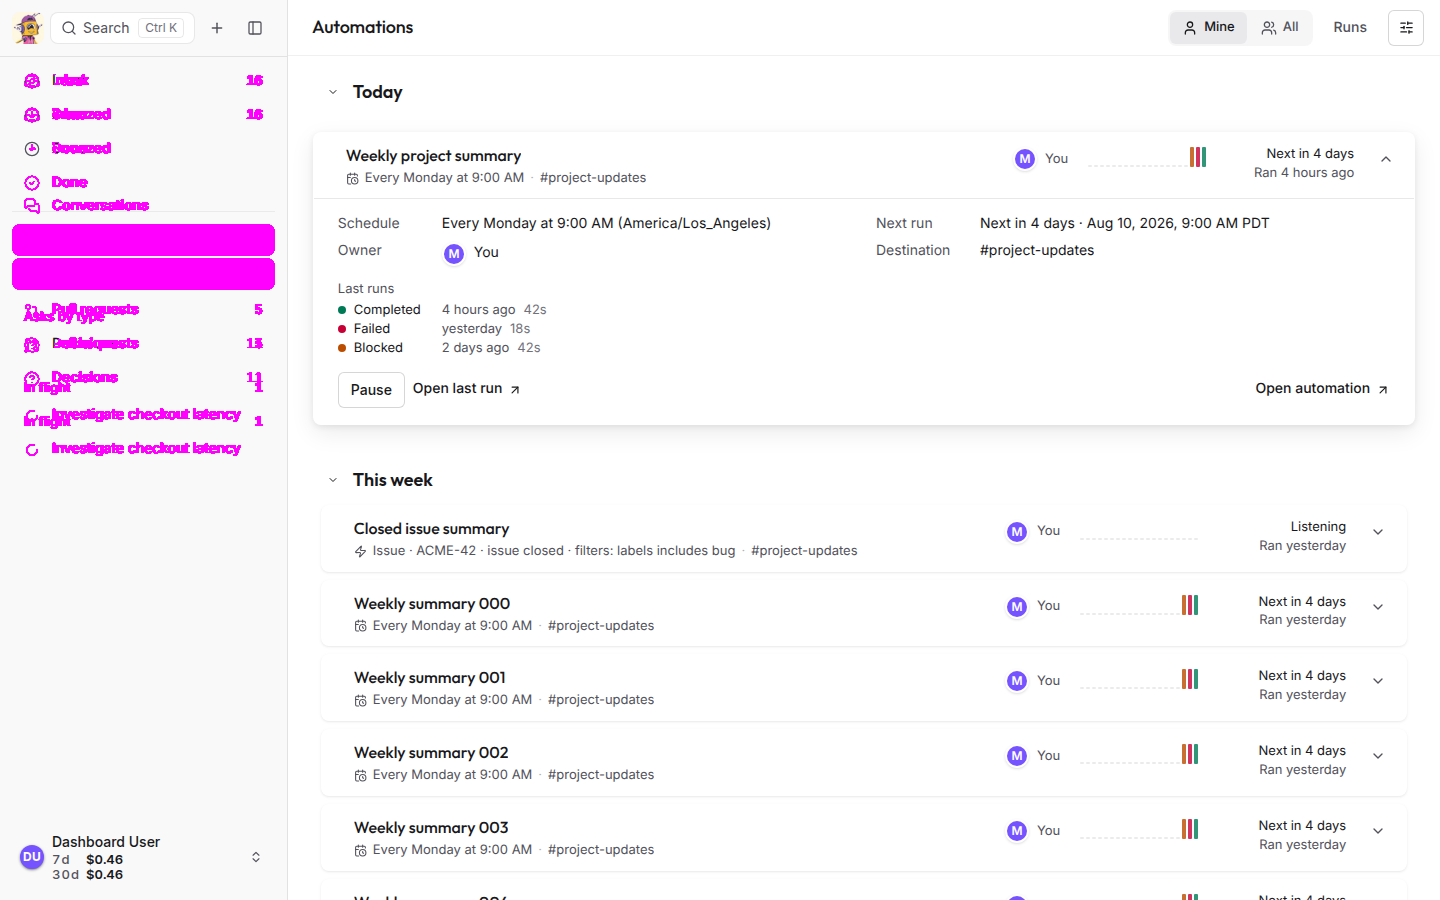 Search Ctrl K
Automations
Mine
All
Runs
16
16
Snoozed
Done
Conversations
Pull requests 5
Asks by type
Decisions 11
In flight 1
Investigate checkout latency
In flight 1
Investigate checkout latency
Dashboard User
DU
7d $0.46
30d $0.46
Today
Weekly project summary
Every Monday at 9:00 AM · #project-updates
M You
Next in 4 days
Ran 4 hours ago
Schedule Every Monday at 9:00 AM (America/Los_Angeles)
Next run Next in 4 days · Aug 10, 2026, 9:00 AM PDT
Owner M You
Destination #project-updates
Last runs
Completed 4 hours ago 42s
Failed yesterday 18s
Blocked 2 days ago 42s
Pause Open last run
Open automation
This week
Closed issue summary
Issue · ACME-42 · issue closed · filters: labels includes bug · #project-updates
M You
Listening
Ran yesterday
Weekly summary 000
Every Monday at 9:00 AM · #project-updates
M You
Next in 4 days
Ran yesterday
Weekly summary 001
Every Monday at 9:00 AM · #project-updates
M You
Next in 4 days
Ran yesterday
Weekly summary 002
Every Monday at 9:00 AM · #project-updates
M You
Next in 4 days
Ran yesterday
Weekly summary 003
Every Monday at 9:00 AM · #project-updates
M You
Next in 4 days
Ran yesterday